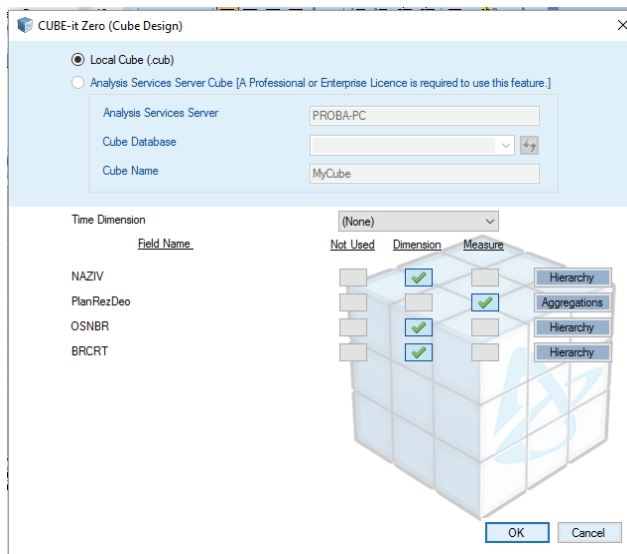 CUBE-it Zero (Cube Design)
Local Cube (.cub)
Analysis Services Server Cube [A Professional or Enterprise Licence is required to use this feature.]
Analysis Services Server PROBA-PC
Cube Database
Cube Name MyCube
Time Dimension (None)
Field Name Not Used Dimension Measure
NAZIV Hierarchy
PlanRezDeo Aggregations
OSNBR Hierarchy
BRCRT Hierarchy
OK Cancel